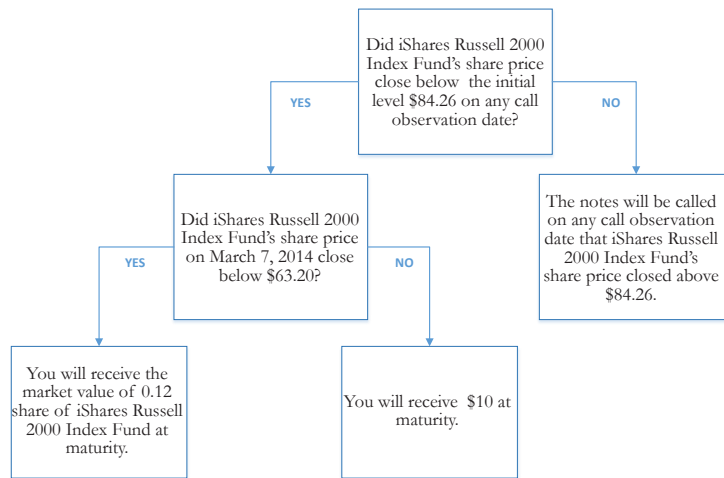 Did iShares Russell 2000
Index Fund's share price
close below the initial
level $84.26 on any call
observation date?
YES
NO
Did iShares Russell 2000
Index Fund's share price
on March 7, 2014 close
below $63.20?
The notes will be called
on any call observation
date that iShares Russell
2000 Index Fund's
share price closed above
$84.26.
YES
NO
You will receive the
market value of 0.12
share of iShares Russell
2000 Index Fund at
maturity.
You will receive $10 at
maturity.